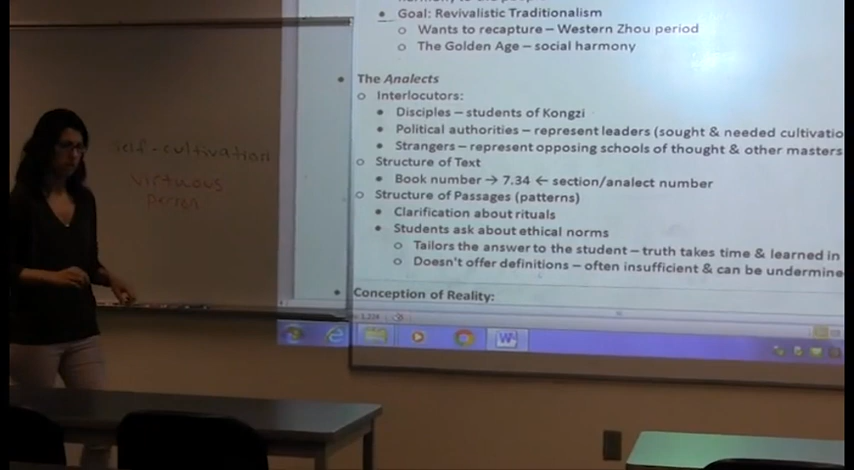 Goal: Revivalistic Traditionalism
Wants to recapture – Western Zhou period
The Golden Age – social harmony
The Analects
Interlocutors:
Disciples – students of Kongzi
Political authorities – represent leaders (sought & needed cultivatio
Strangers – represent opposing schools of thought & other masters
Structure of Text
Book number → 7.34 ← section/analect number
Structure of Passages (patterns)
Clarification about rituals
Students ask about ethical norms
Tailors the answer to the student – truth takes time & learned in
Doesn't offer definitions – often insufficient & can be undermine
Conception of Reality:
self-cultivation
virtuous
person